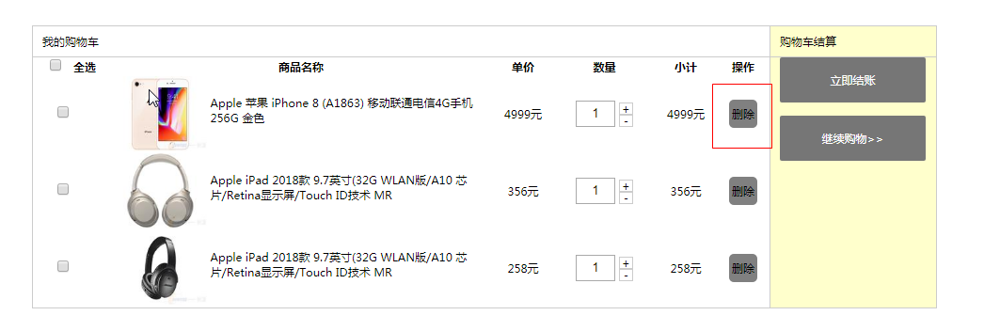 我的购物车
购物车结算
全选 商品名称 单价 数量 小计 操作
立即结账
Apple 苹果 iPhone 8 (A1863) 移动联通电信4G手机
256G 金色
4999元
1
+
-
4999元
删除
继续购物>>
Apple iPad 2018款 9.7英寸(32G WLAN版/A10 芯
片/Retina显示屏/Touch ID技术 MR
356元
1
+
-
356元
删除
Apple iPad 2018款 9.7英寸(32G WLAN版/A10 芯
片/Retina显示屏/Touch ID技术 MR
258元
1
+
-
258元
删除